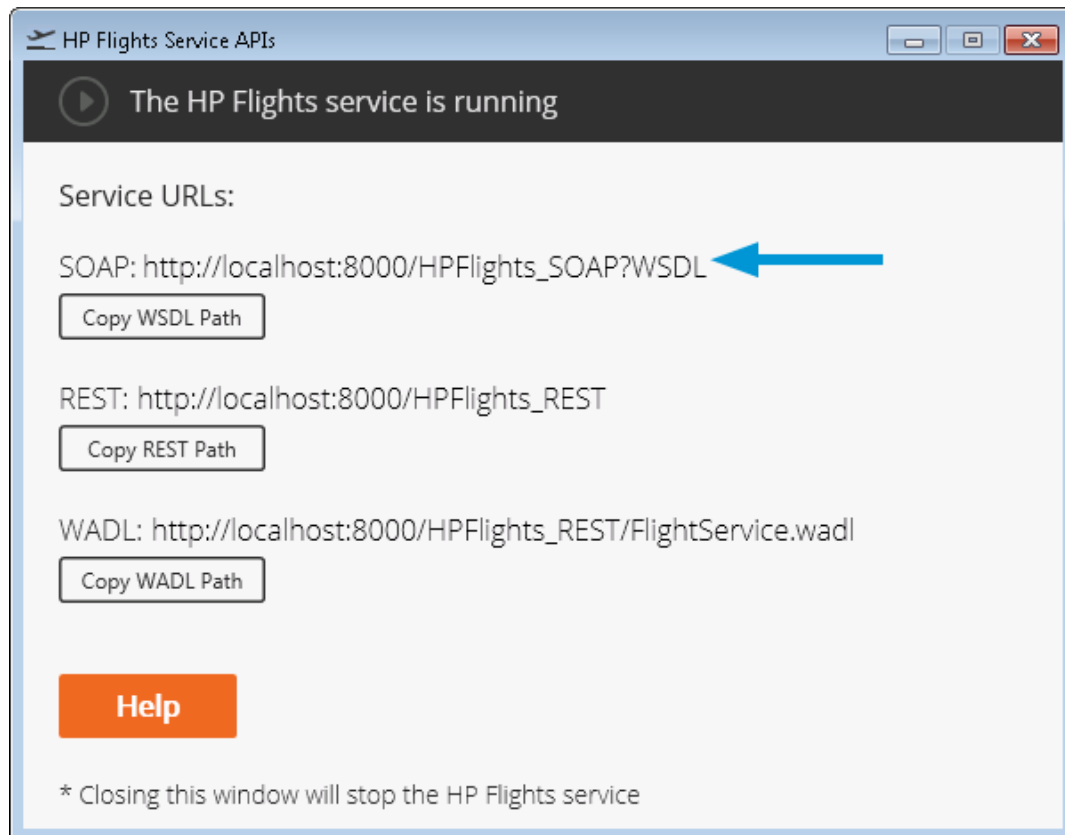 HP Flights Service APIs
The HP Flights service is running
Service URLs:
SOAP: http://localhost:8000/HPFlights_SOAP?WSDL
Copy WSDL Path
REST: http://localhost:8000/HPFlights_REST
Copy REST Path
WADL: http://localhost:8000/HPFlights_REST/FlightService.wadl
Copy WADL Path
Help
* Closing this window will stop the HP Flights service